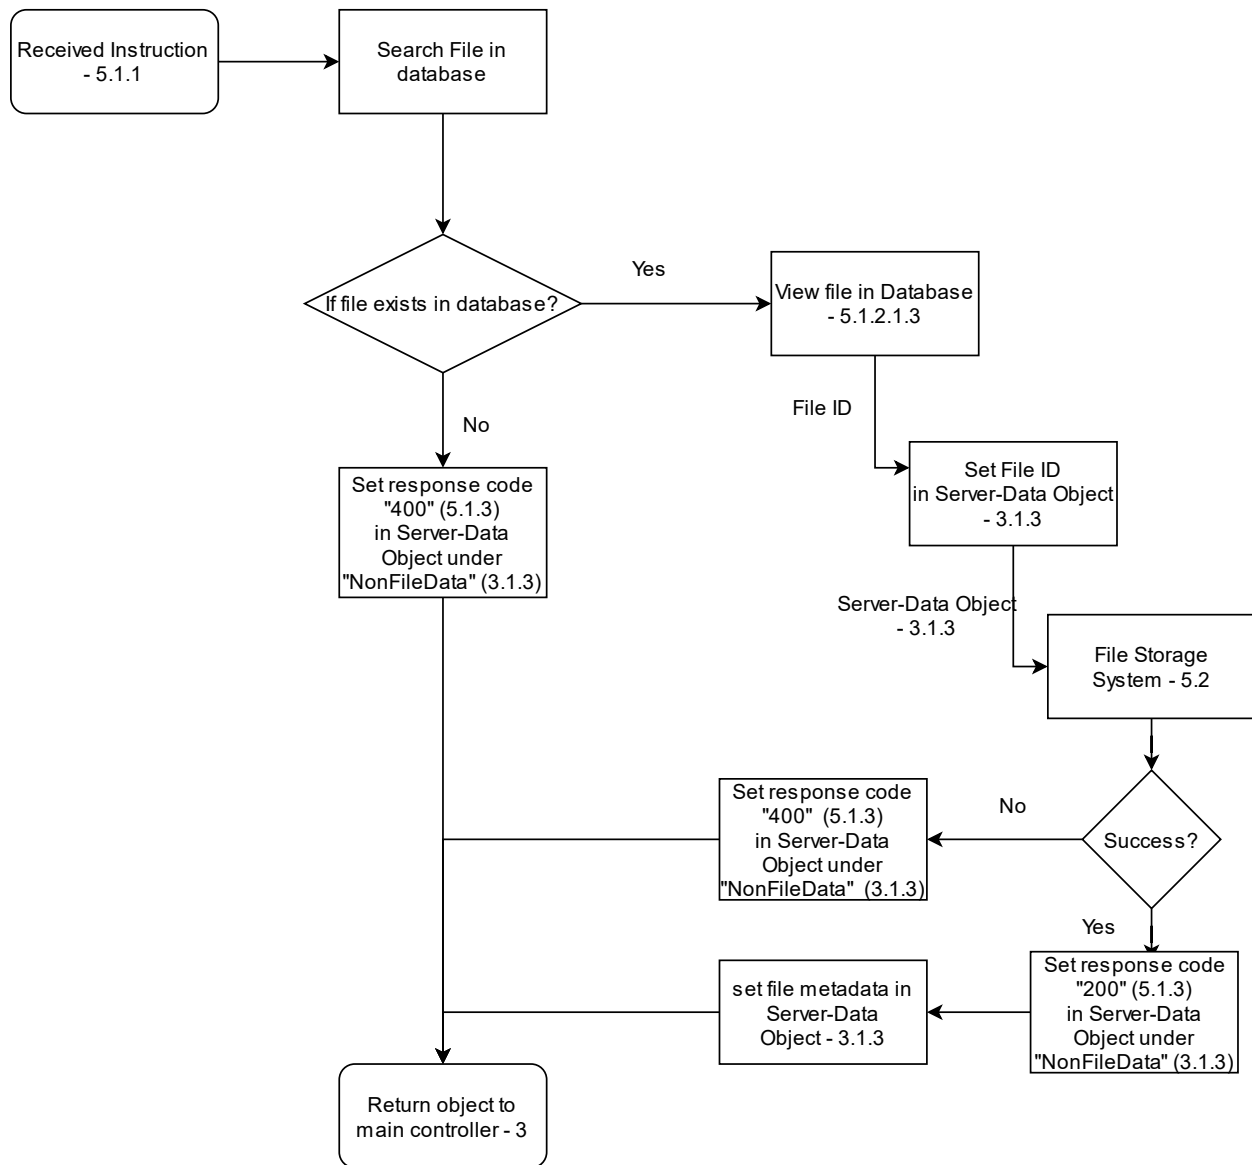 Received Instruction
- 5.1.1
Search File in
database
If file exists in database?
Yes
View file in Database
- 5.1.2.1.3
File ID
No
Set response code
"400" (5.1.3)
in Server-Data
Object under
"NonFileData" (3.1.3)
Set File ID
in Server-Data Object
- 3.1.3
Server-Data Object
- 3.1.3
File Storage
System - 5.2
Success?
No
Set response code
"400"  (5.1.3)
in Server-Data
Object under
"NonFileData"  (3.1.3)
Yes
Set response code
"200" (5.1.3)
in Server-Data
Object under
"NonFileData" (3.1.3)
set file metadata in
Server-Data
Object - 3.1.3
Return object to
main controller - 3